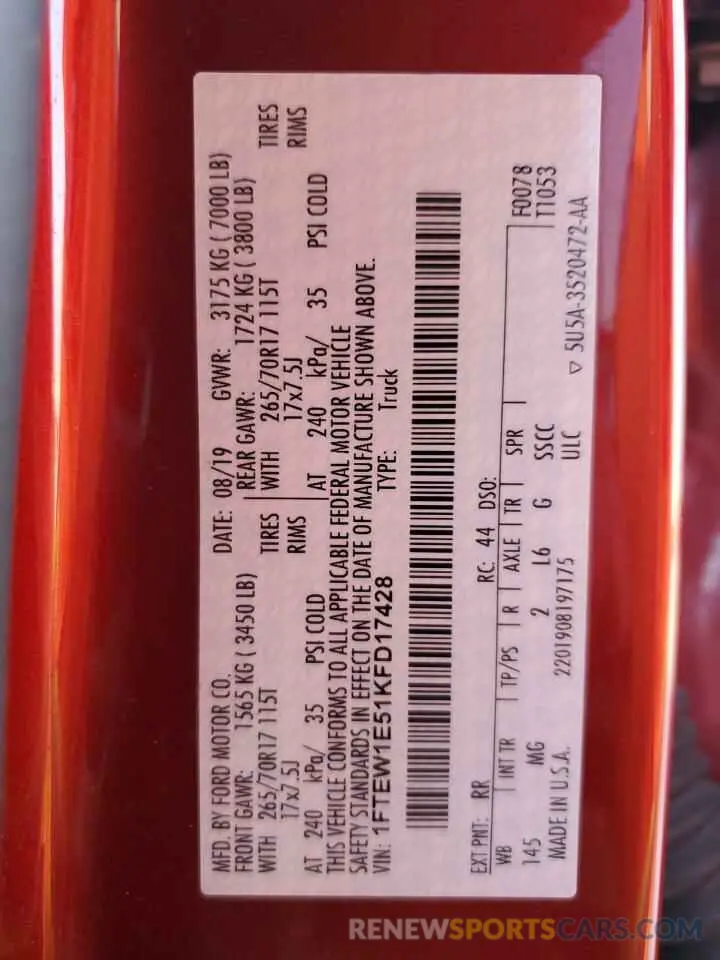 MFD. BY FORD MOTOR CO. DATE: 08/19 GVWR: 3175 KG ( 7000 LB)
FRONT GAWR: 1565 KG ( 3450 LB) REAR GAWR: 1724 KG ( 3800 LB)
WITH 265/70R17 115T TIRES WITH 265/70R17 115T TIRES
17x7.5J RIMS 17x7.5J RIMS
AT 240 kPa/ 35 PSI COLD AT 240 kPa/ 35 PSI COLD
THIS VEHICLE CONFORMS TO ALL APPLICABLE FEDERAL MOTOR VEHICLE
SAFETY STANDARDS IN EFFECT ON THE DATE OF MANUFACTURE SHOWN ABOVE.
VIN: 1FTEW1E51KFD17428 TYPE: Truck
EXT PNT: RR RC: 44 DSO:
WB INT TR TP/PS R AXLE TR SPR F0078
145 MG 2 L6 G SSCC T1053
MADE IN U.S.A. 2201908197175 ULC ▽ 5U5A-3520472-AA
RENEWSPORTSCARS.COM